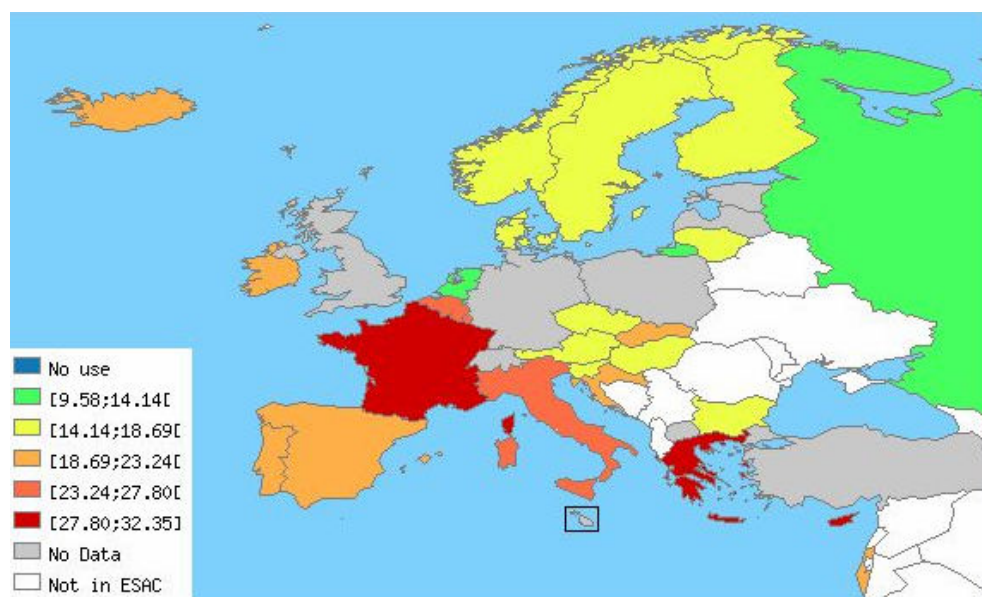 No use
[9.58;14.14[
[14.14;18.69[
[18.69;23.24[
[23.24;27.80[
[27.80;32.35]
No Data
Not in ESAC